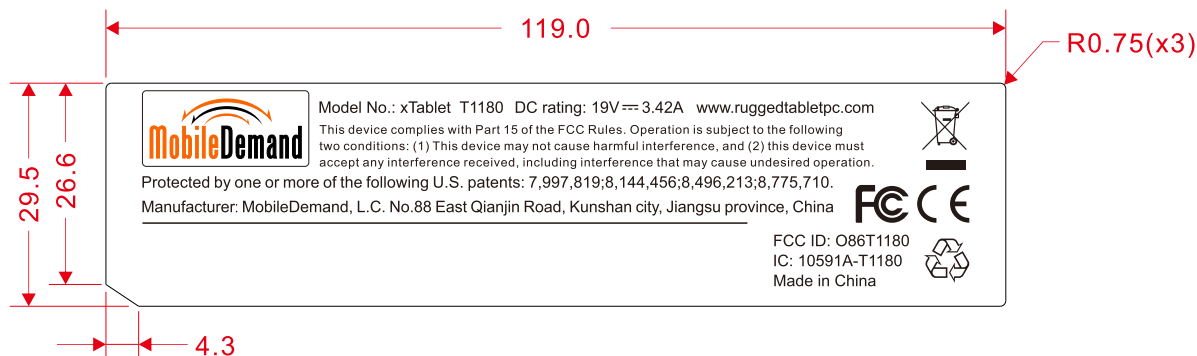 119.0
R0.75(x3)
MobileDemand
Model No.: xTablet T1180 DC rating: 19V⎓3.42A www.ruggedtabletpc.com
This device complies with Part 15 of the FCC Rules. Operation is subject to the following
two conditions: (1) This device may not cause harmful interference, and (2) this device must
accept any interference received, including interference that may cause undesired operation.
Protected by one or more of the following U.S. patents: 7,997,819;8,144,456;8,496,213;8,775,710.
Manufacturer: MobileDemand, L.C. No.88 East Qianjin Road, Kunshan city, Jiangsu province, China
FC CE
29.5
26.6
FCC ID: O86T1180
IC: 10591A-T1180
Made in China
4.3